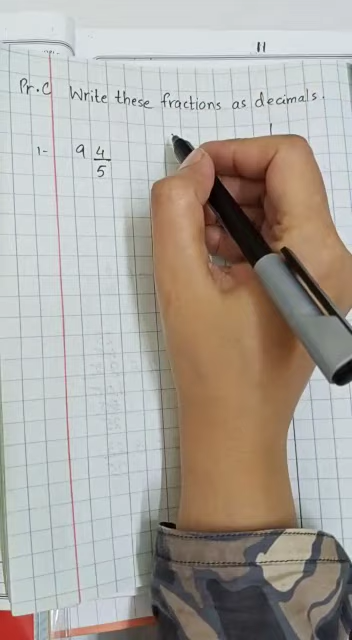 11
Pr.C Write these fractions as decimals.
1- 9 4/5